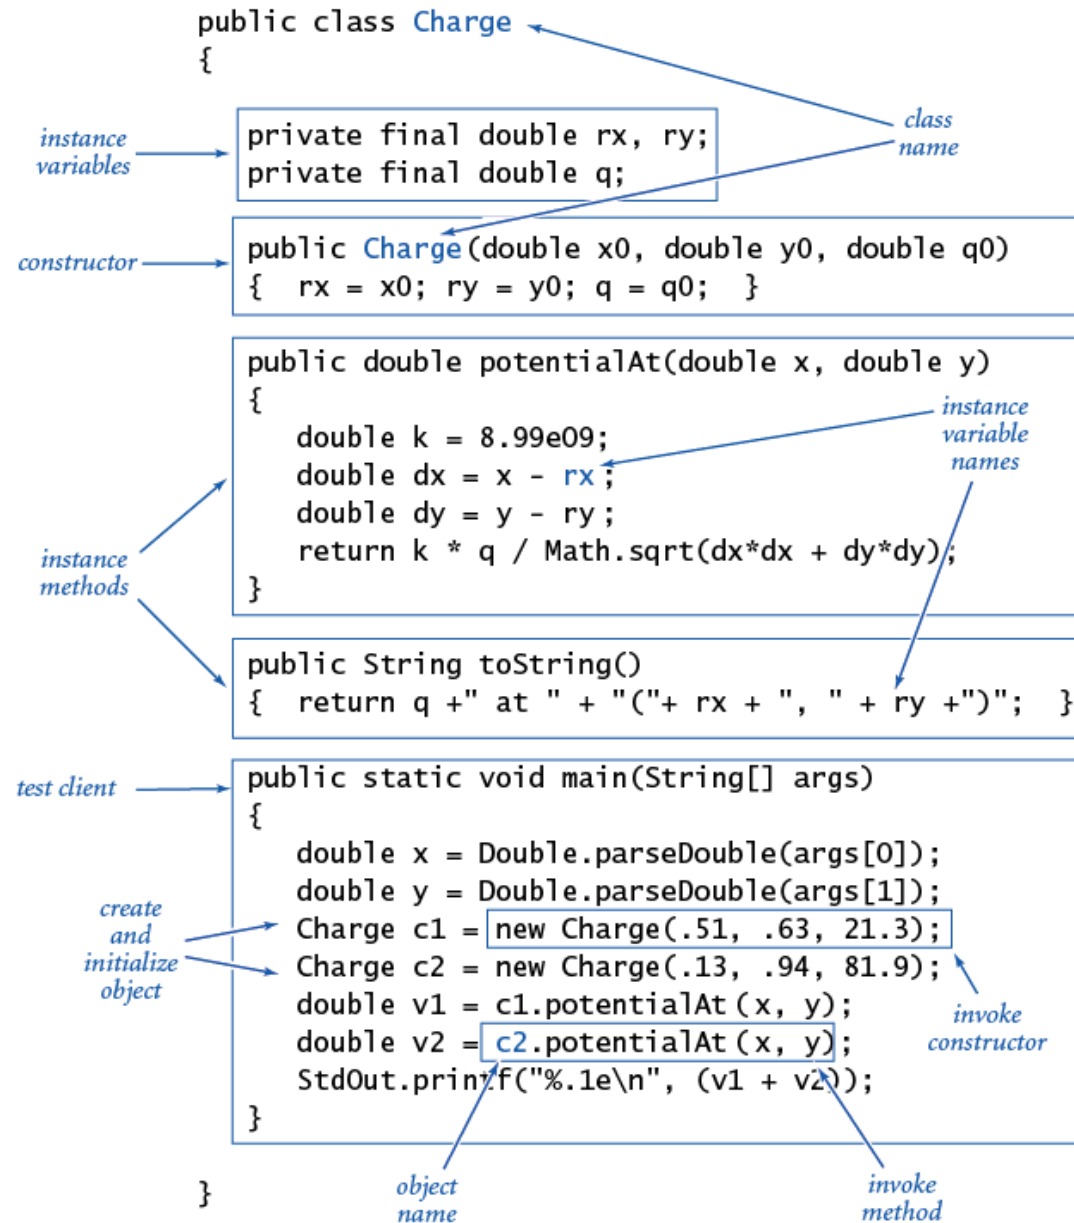 public class Charge
{
class
name
instance
variables
private final double rx, ry;
private final double q;
constructor
public Charge(double x0, double y0, double q0)
{  rx = x0; ry = y0; q = q0;  }
instance
methods
public double potentialAt(double x, double y)
{
instance
variable
names
double k = 8.99e09;
double dx = x - rx;
double dy = y - ry;
return k * q / Math.sqrt(dx*dx + dy*dy);
}
public String toString()
{  return q +" at " + "("+ rx + ", " + ry +")";  }
test client
public static void main(String[] args)
{
double x = Double.parseDouble(args[0]);
double y = Double.parseDouble(args[1]);
create
and
initialize
object
Charge c1 = new Charge(.51, .63, 21.3);
Charge c2 = new Charge(.13, .94, 81.9);
double v1 = c1.potentialAt(x, y);
double v2 = c2.potentialAt(x, y);
StdOut.printf("%.1e\n", (v1 + v2));
invoke
constructor
}
}
object
name
invoke
method